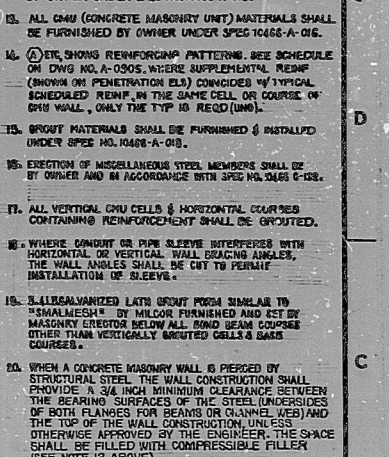 13. ALL CMU (CONCRETE MASONRY UNIT) MATERIALS SHALL
BE FURNISHED BY OWNER UNDER SPEC 10466-A-016.
14. (A) ETC, SHOWS REINFORCING PATTERNS. SEE SCHEDULE
ON DWG NO. A-0905. WHERE SUPPLEMENTAL REINF
(SHOWN ON PENETRATION ELS) COINCIDES W/ TYPICAL
SCHEDULED REINF, IN THE SAME CELL OR COURSE OF
CMU WALL, ONLY THE TYP IS REQD (UNG).
15. GROUT MATERIALS SHALL BE FURNISHED & INSTALLED
UNDER SPEC NO.
D
16. ERECTION OF MISCELLANEOUS STEEL MEMBERS SHALL BE
BY OWNER AND IN ACCORDANCE WITH SPEC NO.
17. ALL VERTICAL CMU CELLS & HORIZONTAL COURSES
CONTAINING REINFORCEMENT SHALL BE GROUTED.
18. WHERE CONDUIT OR PIPE SLEEVE INTERFERES WITH
HORIZONTAL OR VERTICAL WALL BRACING ANGLES,
THE WALL ANGLES SHALL BE CUT TO PERMIT
INSTALLATION OF SLEEVE.
19. GALVANIZED LATH GROUT FORM SIMILAR TO
"SMALMESH" BY MILCOR FURNISHED AND SET BY
MASONRY ERECTOR BELOW ALL BOND BEAM COURSES
OTHER THAN VERTICALLY GROUTED CELLS & BASE
COURSES.
20. WHEN A CONCRETE MASONRY WALL IS PIERCED BY
STRUCTURAL STEEL THE WALL CONSTRUCTION SHALL
PROVIDE A 3/4 INCH MINIMUM CLEARANCE BETWEEN
THE BEARING SURFACES OF THE STEEL (UNDERSIDES
OF BOTH FLANGES FOR BEAMS OR CHANNEL WEB) AND
THE TOP OF THE WALL CONSTRUCTION, UNLESS
OTHERWISE APPROVED BY THE ENGINEER. THE SPACE
SHALL BE FILLED WITH COMPRESSIBLE FILLER
C